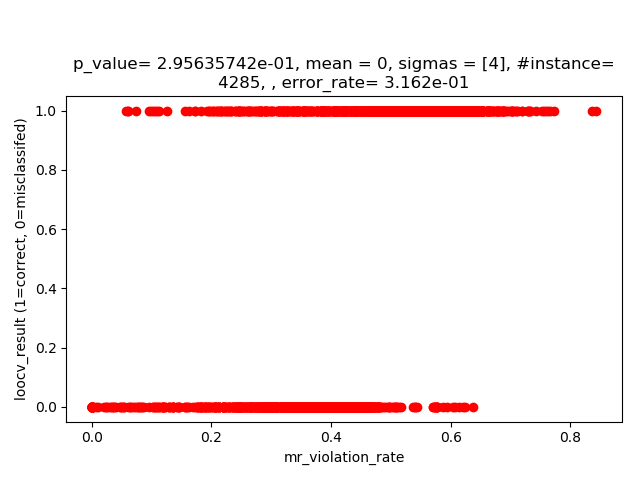 p_value= 2.95635742e-01, mean = 0, sigmas = [4], #instance=
4285, , error_rate= 3.162e-01
1.0
0.8
0.6
0.4
0.2
0.0
loocv_result (1=correct, 0=misclassifed)
0.0 0.2 0.4 0.6 0.8
mr_violation_rate